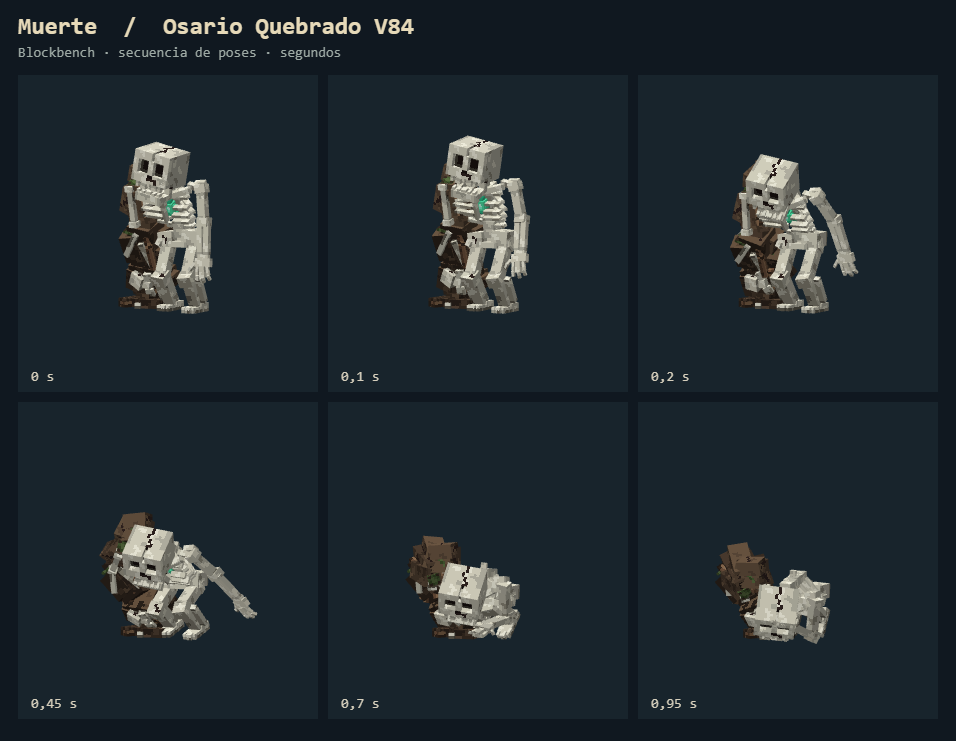 Muerte / Osario Quebrado V84
Blockbench · secuencia de poses · segundos
0 s
0,1 s
0,2 s
0,45 s
0,7 s
0,95 s